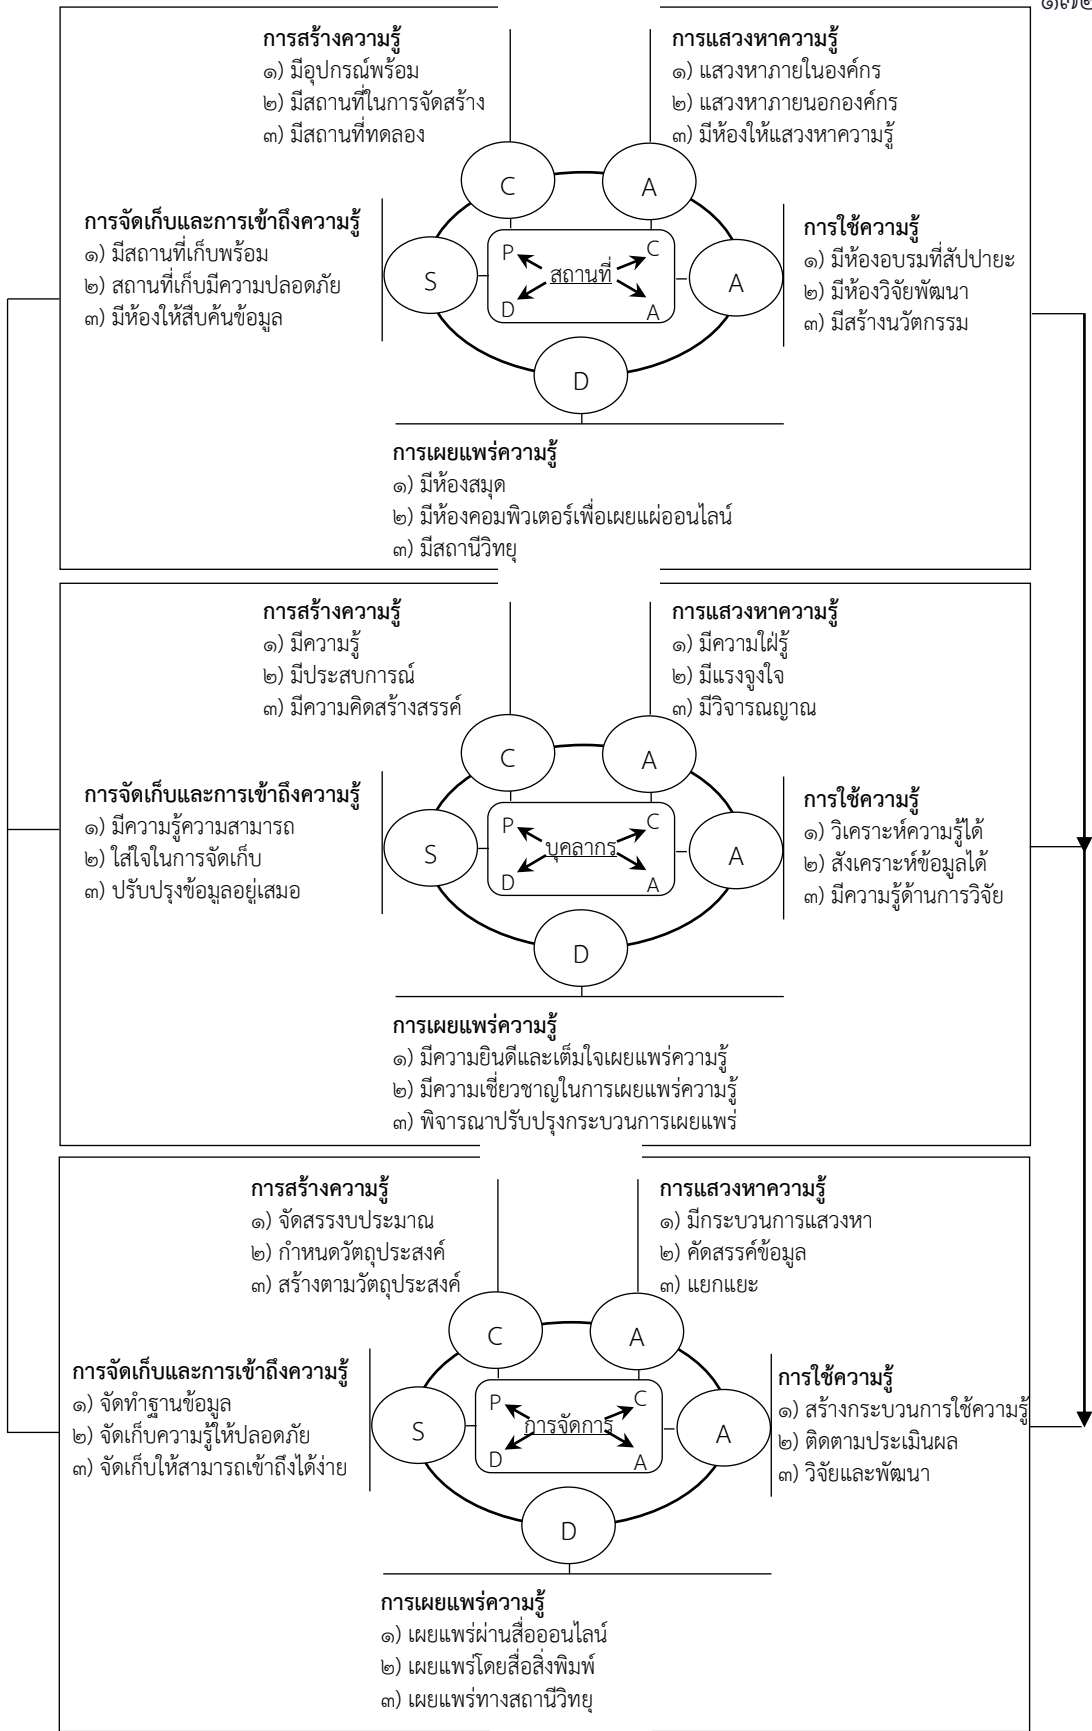 ๑๗๒
การสร้างความรู้
๑) มีอุปกรณ์พร้อม
๒) มีสถานที่ในการจัดสร้าง
๓) มีสถานที่ทดลอง
การแสวงหาความรู้
๑) แสวงหาภายในองค์กร
๒) แสวงหาภายนอกองค์กร
๓) มีห้องให้แสวงหาความรู้
C
A
การจัดเก็บและการเข้าถึงความรู้
๑) มีสถานที่เก็บพร้อม
๒) สถานที่เก็บมีความปลอดภัย
๓) มีห้องให้สืบค้นข้อมูล
S
P
C
สถานที่
D
A
A
การใช้ความรู้
๑) มีห้องอบรมที่สัปปายะ
๒) มีห้องวิจัยพัฒนา
๓) มีสร้างนวัตกรรม
D
การเผยแพร่ความรู้
๑) มีห้องสมุด
๒) มีห้องคอมพิวเตอร์เพื่อเผยแผ่ออนไลน์
๓) มีสถานีวิทยุ
การสร้างความรู้
๑) มีความรู้
๒) มีประสบการณ์
๓) มีความคิดสร้างสรรค์
การแสวงหาความรู้
๑) มีความใฝ่รู้
๒) มีแรงจูงใจ
๓) มีวิจารณญาณ
C
A
การจัดเก็บและการเข้าถึงความรู้
๑) มีความรู้ความสามารถ
๒) ใส่ใจในการจัดเก็บ
๓) ปรับปรุงข้อมูลอยู่เสมอ
S
P
C
บุคลากร
D
A
A
การใช้ความรู้
๑) วิเคราะห์ความรู้ได้
๒) สังเคราะห์ข้อมูลได้
๓) มีความรู้ด้านการวิจัย
D
การเผยแพร่ความรู้
๑) มีความยินดีและเต็มใจเผยแพร่ความรู้
๒) มีความเชี่ยวชาญในการเผยแพร่ความรู้
๓) พิจารณาปรับปรุงกระบวนการเผยแพร่
การสร้างความรู้
๑) จัดสรรงบประมาณ
๒) กำหนดวัตถุประสงค์
๓) สร้างตามวัตถุประสงค์
การแสวงหาความรู้
๑) มีกระบวนการแสวงหา
๒) คัดสรรค์ข้อมูล
๓) แยกแยะ
C
A
การจัดเก็บและการเข้าถึงความรู้
๑) จัดทำฐานข้อมูล
๒) จัดเก็บความรู้ให้ปลอดภัย
๓) จัดเก็บให้สามารถเข้าถึงได้ง่าย
S
P
C
การจัดการ
D
A
A
การใช้ความรู้
๑) สร้างกระบวนการใช้ความรู้
๒) ติดตามประเมินผล
๓) วิจัยและพัฒนา
D
การเผยแพร่ความรู้
๑) เผยแพร่ผ่านสื่อออนไลน์
๒) เผยแพร่โดยสื่อสิ่งพิมพ์
๓) เผยแพร่ทางสถานีวิทยุ